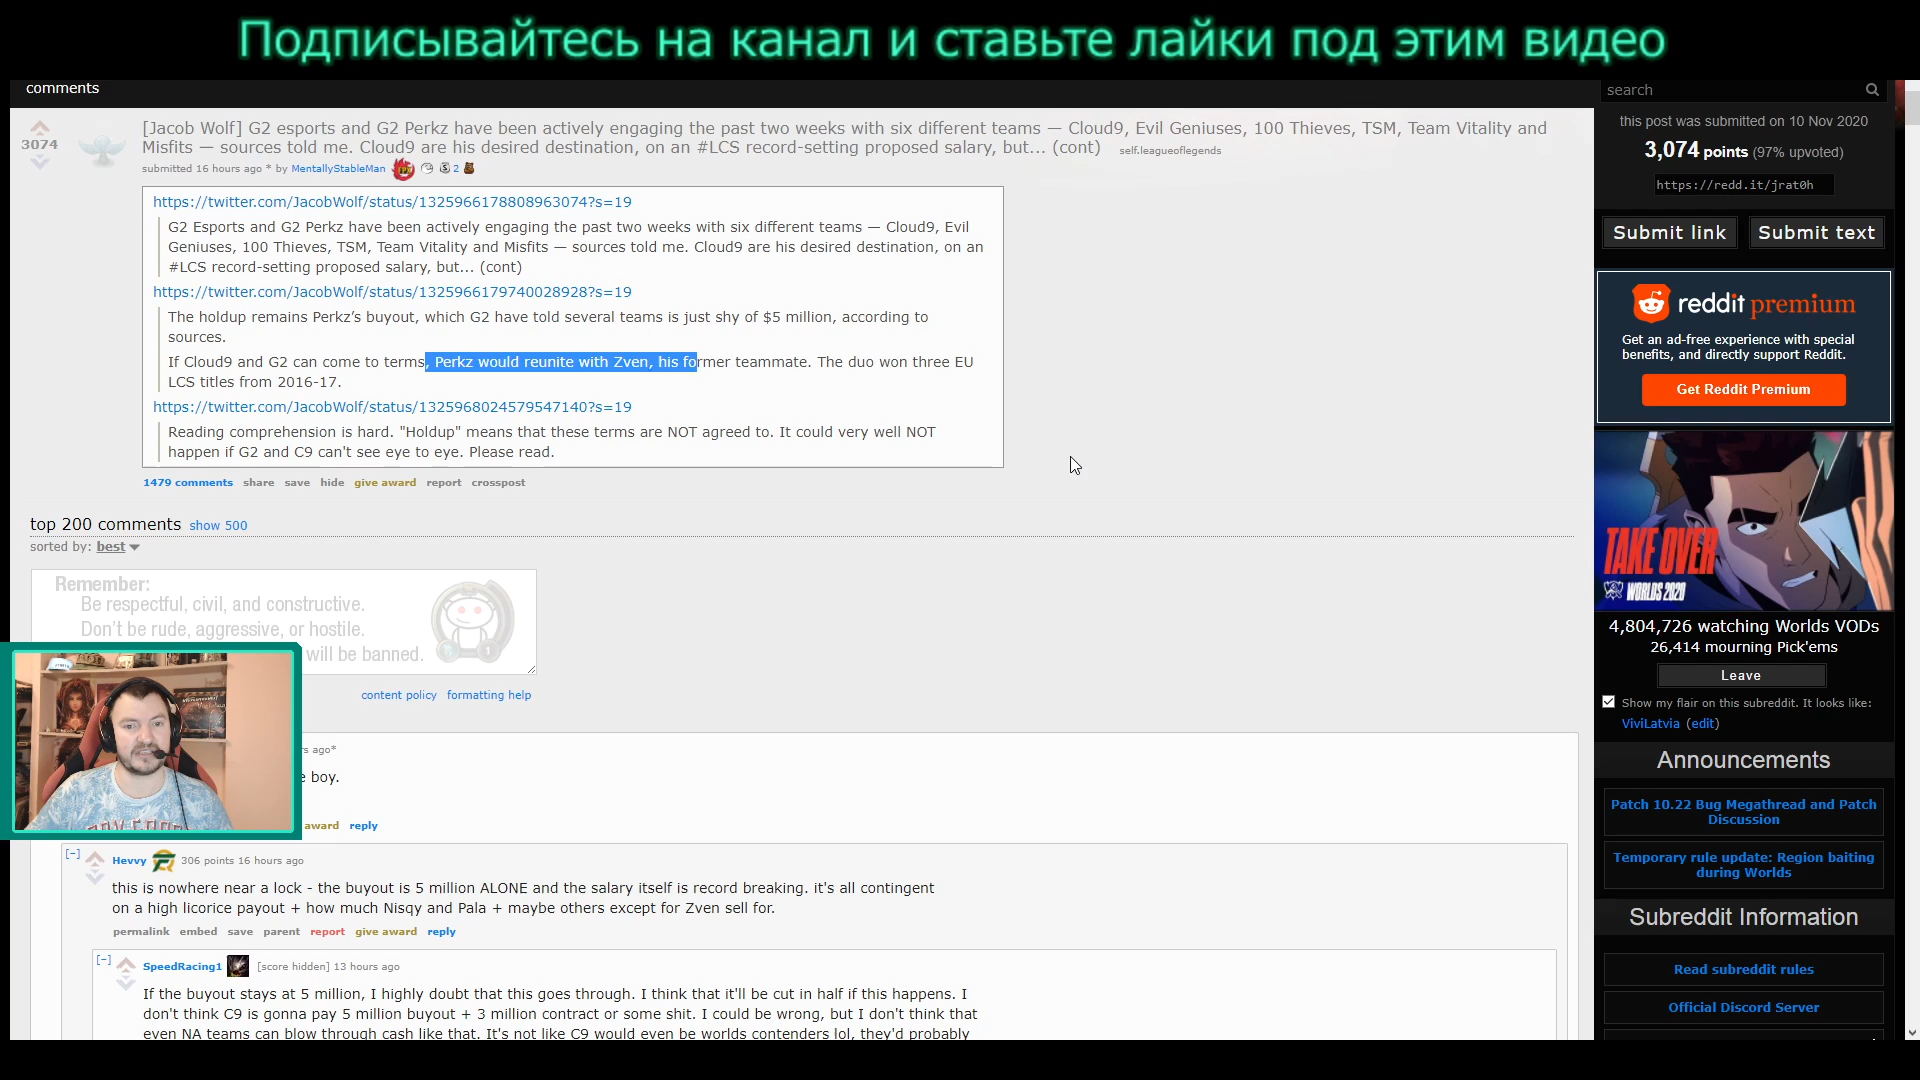 Подписывайтесь на канал и ставьте лайки под этим видео
comments
search
3074
[Jacob Wolf] G2 esports and G2 Perkz have been actively engaging the past two weeks with six different teams — Cloud9, Evil Geniuses, 100 Thieves, TSM, Team Vitality and
Misfits — sources told me. Cloud9 are his desired destination, on an #LCS record-setting proposed salary, but... (cont) self.leagueoflegends
submitted 16 hours ago * by MentallyStableMan 2
https://twitter.com/JacobWolf/status/1325966178808963074?s=19
G2 Esports and G2 Perkz have been actively engaging the past two weeks with six different teams — Cloud9, Evil
Geniuses, 100 Thieves, TSM, Team Vitality and Misfits — sources told me. Cloud9 are his desired destination, on an
#LCS record-setting proposed salary, but... (cont)
https://twitter.com/JacobWolf/status/1325966179740028928?s=19
The holdup remains Perkz’s buyout, which G2 have told several teams is just shy of $5 million, according to
sources.
If Cloud9 and G2 can come to terms, Perkz would reunite with Zven, his former teammate. The duo won three EU
LCS titles from 2016-17.
https://twitter.com/JacobWolf/status/1325968024579547140?s=19
Reading comprehension is hard. "Holdup" means that these terms are NOT agreed to. It could very well NOT
happen if G2 and C9 can't see eye to eye. Please read.
1479 comments share save hide give award report crosspost
top 200 comments show 500
sorted by: best
Remember:
Be respectful, civil, and constructive.
Don’t be rude, aggressive, or hostile.
will be banned.
content policy formatting help
s ago*
e boy.
award reply
[–] Hevvy 306 points 16 hours ago
this is nowhere near a lock - the buyout is 5 million ALONE and the salary itself is record breaking. it's all contingent
on a high licorice payout + how much Nisqy and Pala + maybe others except for Zven sell for.
permalink embed save parent report give award reply
[–] SpeedRacing1 [score hidden] 13 hours ago
If the buyout stays at 5 million, I highly doubt that this goes through. I think that it'll be cut in half if this happens. I
don't think C9 is gonna pay 5 million buyout + 3 million contract or some shit. I could be wrong, but I don't think that
even NA teams can blow through cash like that. It's not like C9 would even be worlds contenders lol, they'd probably
this post was submitted on 10 Nov 2020
3,074 points (97% upvoted)
https://redd.it/jrat0h
Submit link Submit text
reddit premium
Get an ad-free experience with special
benefits, and directly support Reddit.
Get Reddit Premium
TAKE OVER
WORLDS 2020
4,804,726 watching Worlds VODs
26,414 mourning Pick'ems
Leave
Show my flair on this subreddit. It looks like:
ViviLatvia (edit)
Announcements
Patch 10.22 Bug Megathread and Patch
Discussion
Temporary rule update: Region baiting
during Worlds
Subreddit Information
Read subreddit rules
Official Discord Server